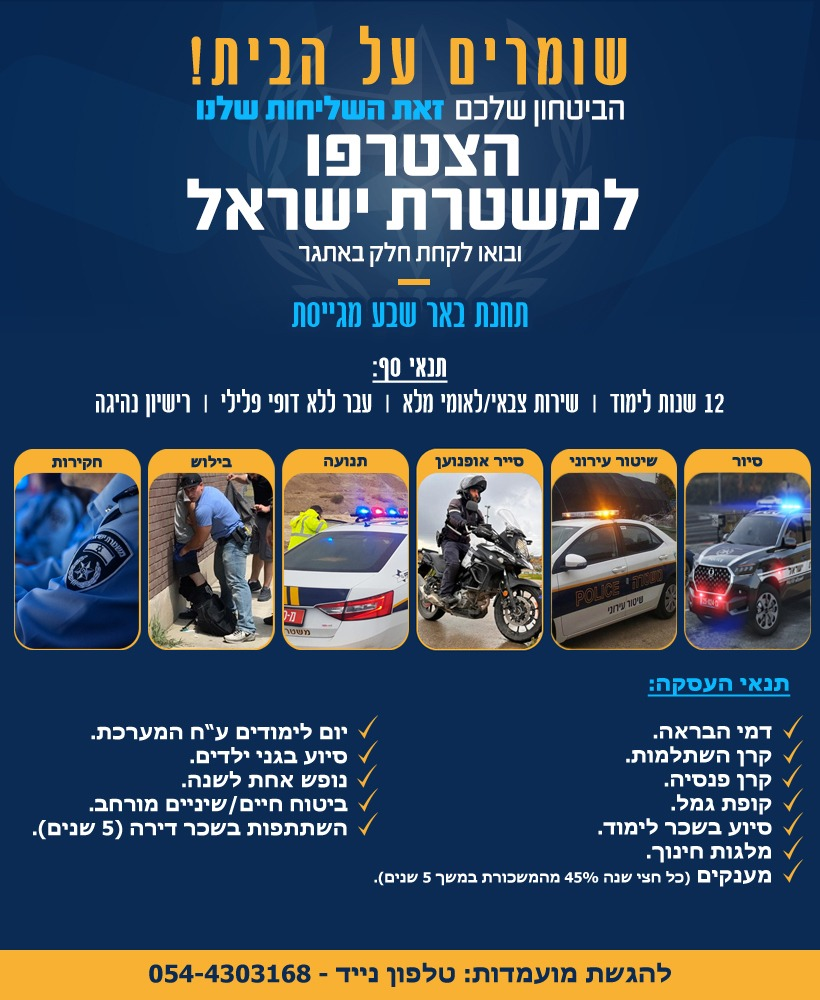 שומרים על הבית!
הביטחון שלכם זאת השליחות שלנו
הצטרפו
למשטרת ישראל
ובואו לקחת חלק באתגר
תחנת באר שבע מגייסת
תנאי סף:
12 שנות לימוד | שירות צבאי/לאומי מלא | עבר ללא דופי פלילי | רישיון נהיגה
סיור
שיטור עירוני
סייר אופנוען
תנועה
בילוש
חקירות
POLICE משטרה
שיטור עירוני
תנאי העסקה:
דמי הבראה.
קרן השתלמות.
קרן פנסיה.
קופת גמל.
סיוע בשכר לימוד.
מלגות חינוך.
מענקים (כל חצי שנה 45% מהמשכורת במשך 5 שנים).
יום לימודים ע"ח המערכת.
סיוע בגני ילדים.
נופש אחת לשנה.
ביטוח חיים/שיניים מורחב.
השתתפות בשכר דירה (5 שנים).
להגשת מועמדות: טלפון נייד - 054-4303168